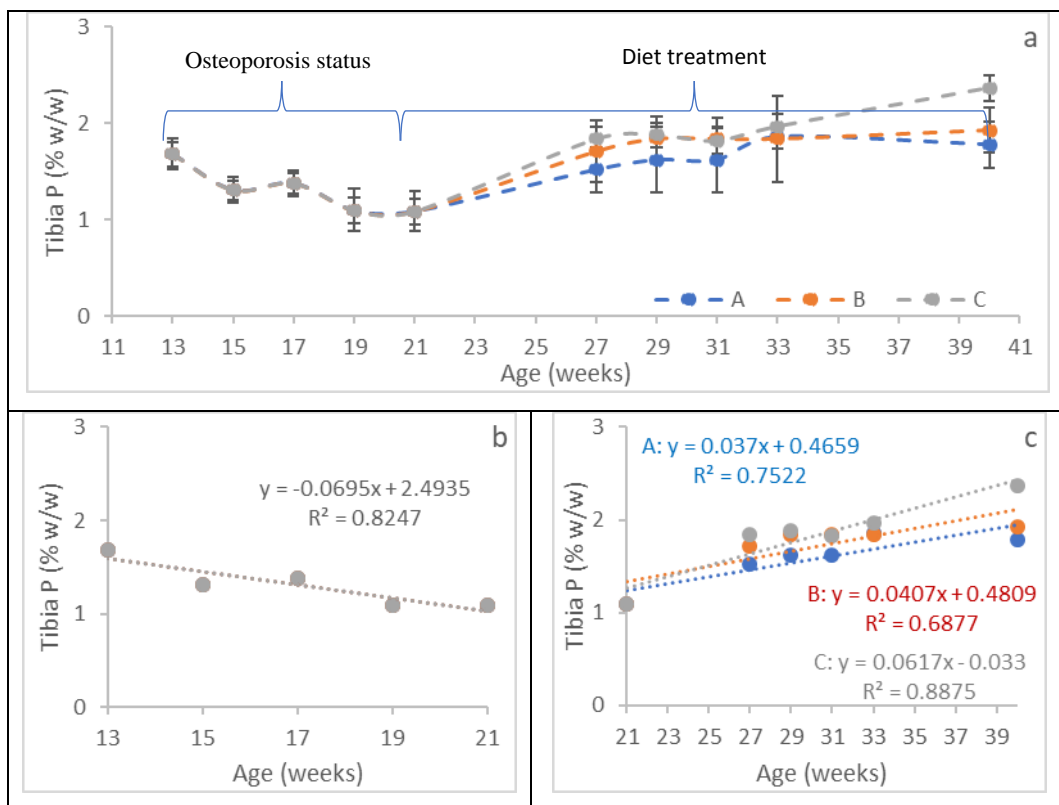 3
a
Osteoporosis status
Diet treatment
2
1
0
Tibia P (% w/w)
A
B
C
11 13 15 17 19 21 23 25 27 29 31 33 35 37 39 41
Age (weeks)
3
b
y = -0.0695x + 2.4935
R² = 0.8247
2
1
0
Tibia P (% w/w)
13 15 17 19 21
Age (weeks)
3
c
A: y = 0.037x + 0.4659
R² = 0.7522
2
B: y = 0.0407x + 0.4809
R² = 0.6877
1
C: y = 0.0617x - 0.033
R² = 0.8875
0
Tibia P (% w/w)
21 23 25 27 29 31 33 35 37 39
Age (weeks)